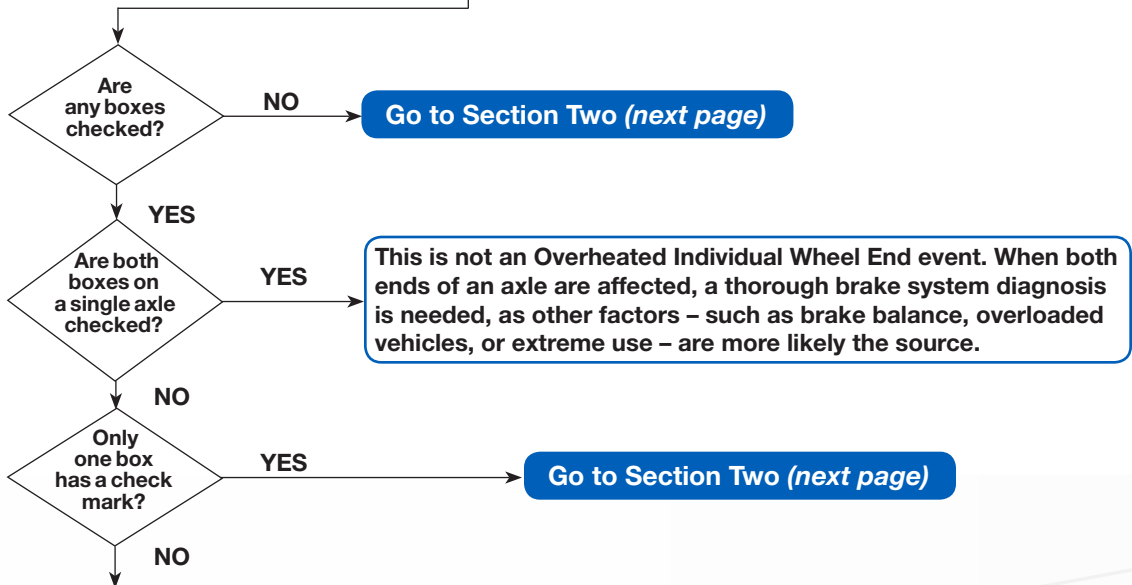 Are
any boxes
checked?
NO
Go to Section Two (next page)
YES
Are both
boxes on
a single axle
checked?
YES
This is not an Overheated Individual Wheel End event. When both
ends of an axle are affected, a thorough brake system diagnosis
is needed, as other factors – such as brake balance, overloaded
vehicles, or extreme use – are more likely the source.
NO
Only
one box
has a check
mark?
YES
Go to Section Two (next page)
NO